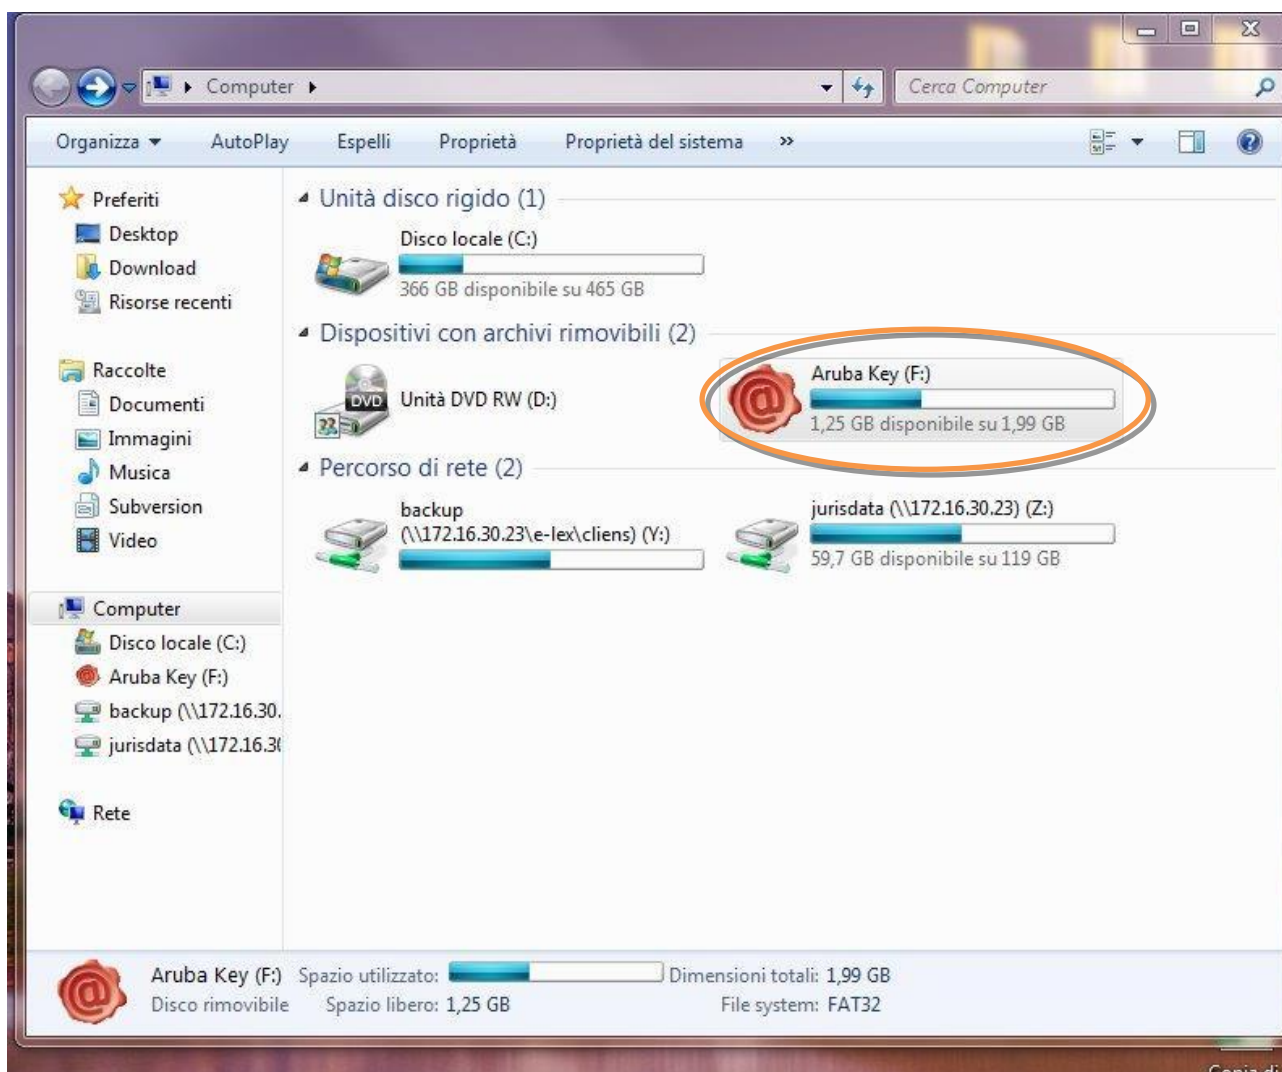 Computer
Cerca Computer
Organizza
AutoPlay
Espelli
Proprietà
Proprietà del sistema
»
Preferiti
Desktop
Download
Risorse recenti
Raccolte
Documenti
Immagini
Musica
Subversion
Video
Computer
Disco locale (C:)
Aruba Key (F:)
backup (\\172.16.30.
jurisdata (\\172.16.30
Rete
Unità disco rigido (1)
Disco locale (C:)
366 GB disponibile su 465 GB
Dispositivi con archivi rimovibili (2)
DVD
Unità DVD RW (D:)
Aruba Key (F:)
1,25 GB disponibile su 1,99 GB
Percorso di rete (2)
backup
(\\172.16.30.23\e-lex\cliens) (Y:)
jurisdata (\\172.16.30.23) (Z:)
59,7 GB disponibile su 119 GB
Aruba Key (F:) Spazio utilizzato: Dimensioni totali: 1,99 GB
Disco rimovibile Spazio libero: 1,25 GB File system: FAT32